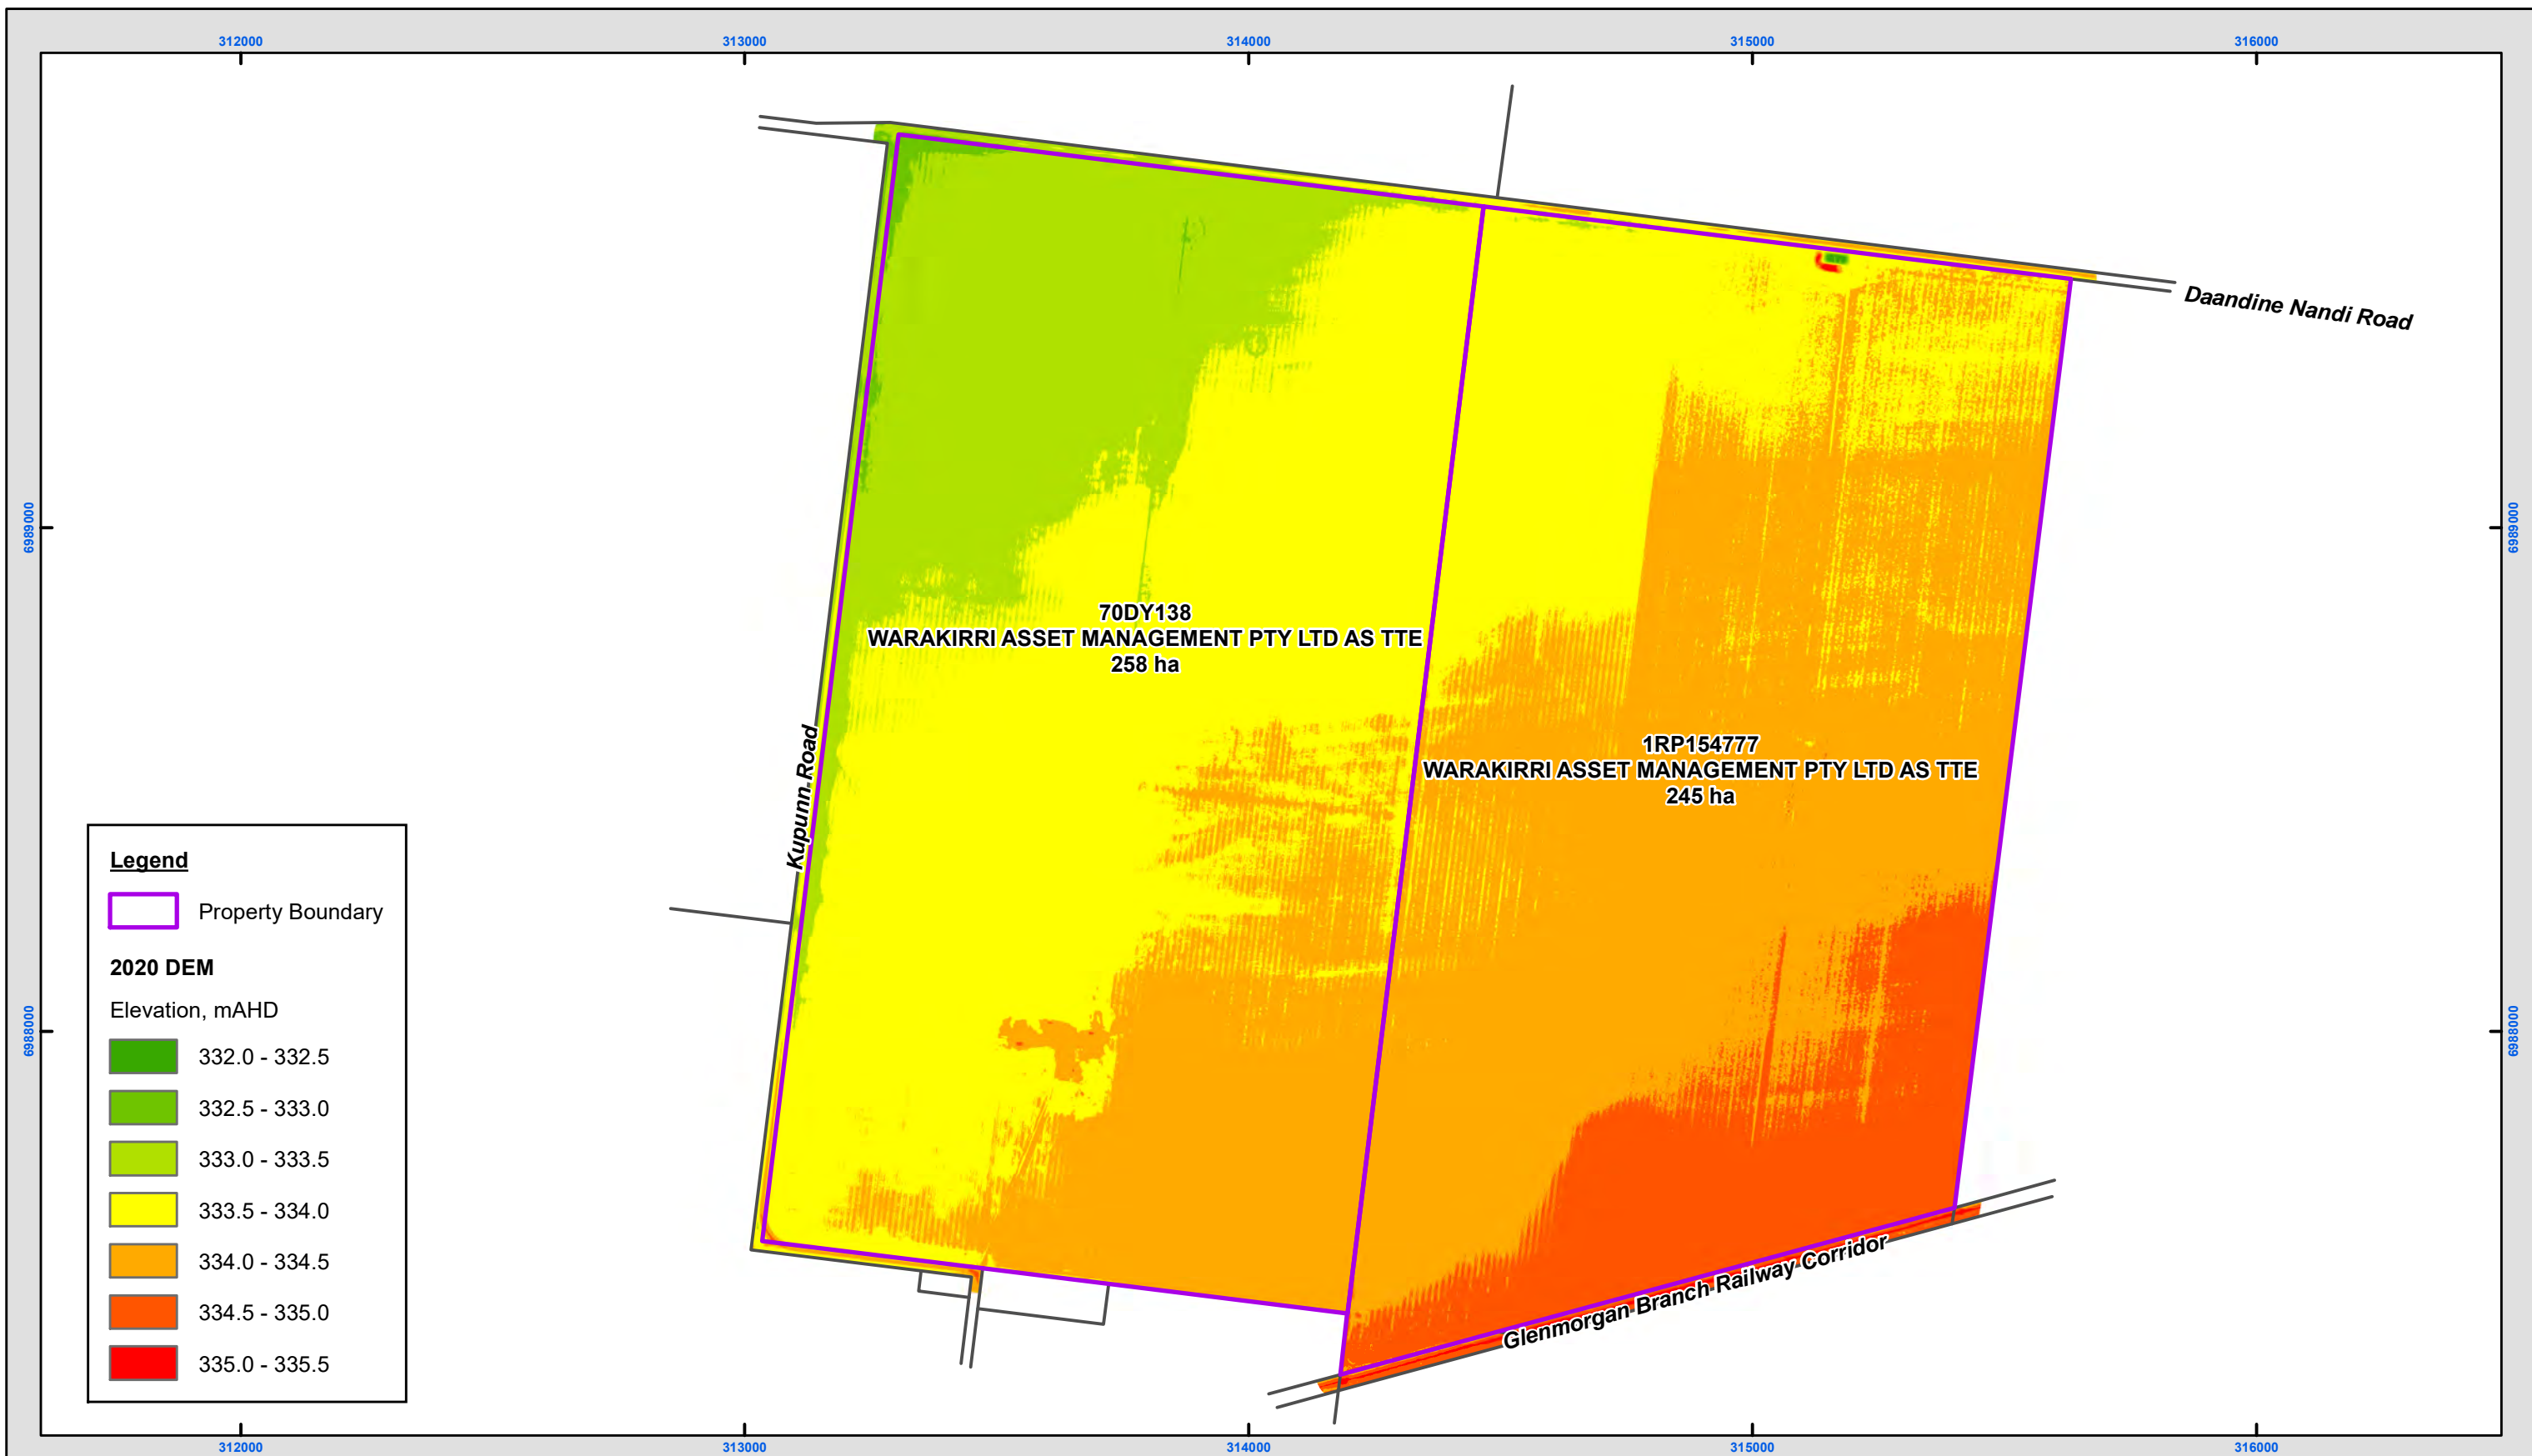 312000
313000
314000
315000
316000
Daandine Nandi Road
6989000
6989000
70DY138
WARAKIRRI ASSET MANAGEMENT PTY LTD AS TTE
258 ha
Kupunn Road
1RP154777
WARAKIRRI ASSET MANAGEMENT PTY LTD AS TTE
245 ha
Legend
Property Boundary
2020 DEM
Elevation, mAHD
332.0 - 332.5
332.5 - 333.0
333.0 - 333.5
333.5 - 334.0
334.0 - 334.5
334.5 - 335.0
335.0 - 335.5
6988000
6988000
Glenmorgan Branch Railway Corridor
312000
313000
314000
315000
316000